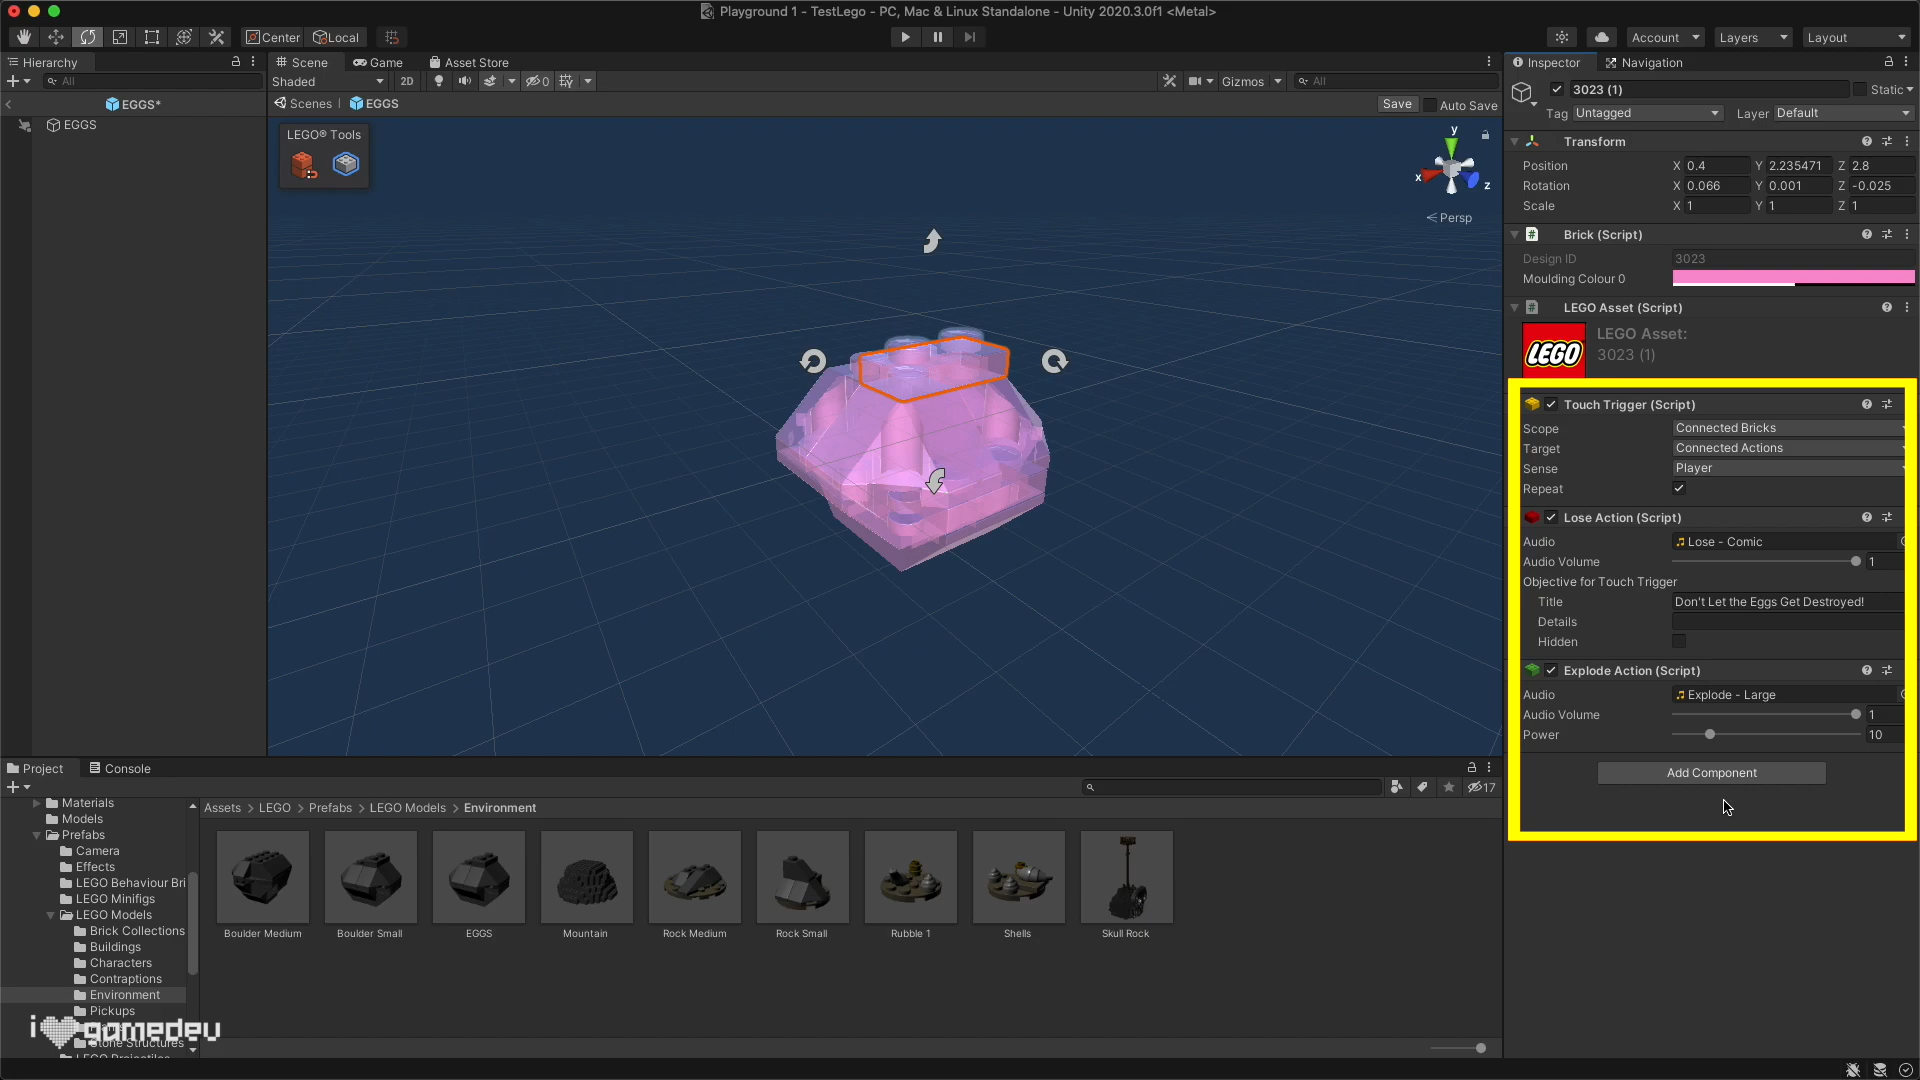 Playground 1 - TestLego - PC, Mac & Linux Standalone - Unity 2020.3.0f1 <Metal>
Center Local
Account Layers Layout
Hierarchy
All
EGGS*
EGGS
Scene Game Asset Store
Shaded 2D 0 Gizmos All
Scenes EGGS Save Auto Save
LEGO® Tools
y
x
z
Persp
Inspector Navigation
3023 (1) Static
Tag Untagged Layer Default
Transform
Position X 0.4 Y 2.235471 Z 2.8
Rotation X 0.066 Y 0.001 Z -0.025
Scale X 1 Y 1 Z 1
Brick (Script)
Design ID 3023
Moulding Colour 0
LEGO Asset (Script)
LEGO
LEGO Asset:
3023 (1)
Touch Trigger (Script)
Scope Connected Bricks
Target Connected Actions
Sense Player
Repeat
Lose Action (Script)
Audio Lose - Comic
Audio Volume 1
Objective for Touch Trigger
Title Don't Let the Eggs Get Destroyed!
Details
Hidden
Explode Action (Script)
Audio Explode - Large
Audio Volume 1
Power 10
Add Component
Project Console
17
Materials
Models
Prefabs
Camera
Effects
LEGO Behaviour Bri
LEGO Minifigs
LEGO Models
Brick Collections
Buildings
Characters
Contraptions
Environment
Pickups
Stone Structures
LEGO Projectiles
Assets > LEGO > Prefabs > LEGO Models > Environment
Boulder Medium Boulder Small EGGS Mountain Rock Medium Rock Small Rubble 1 Shells Skull Rock
i gamedev